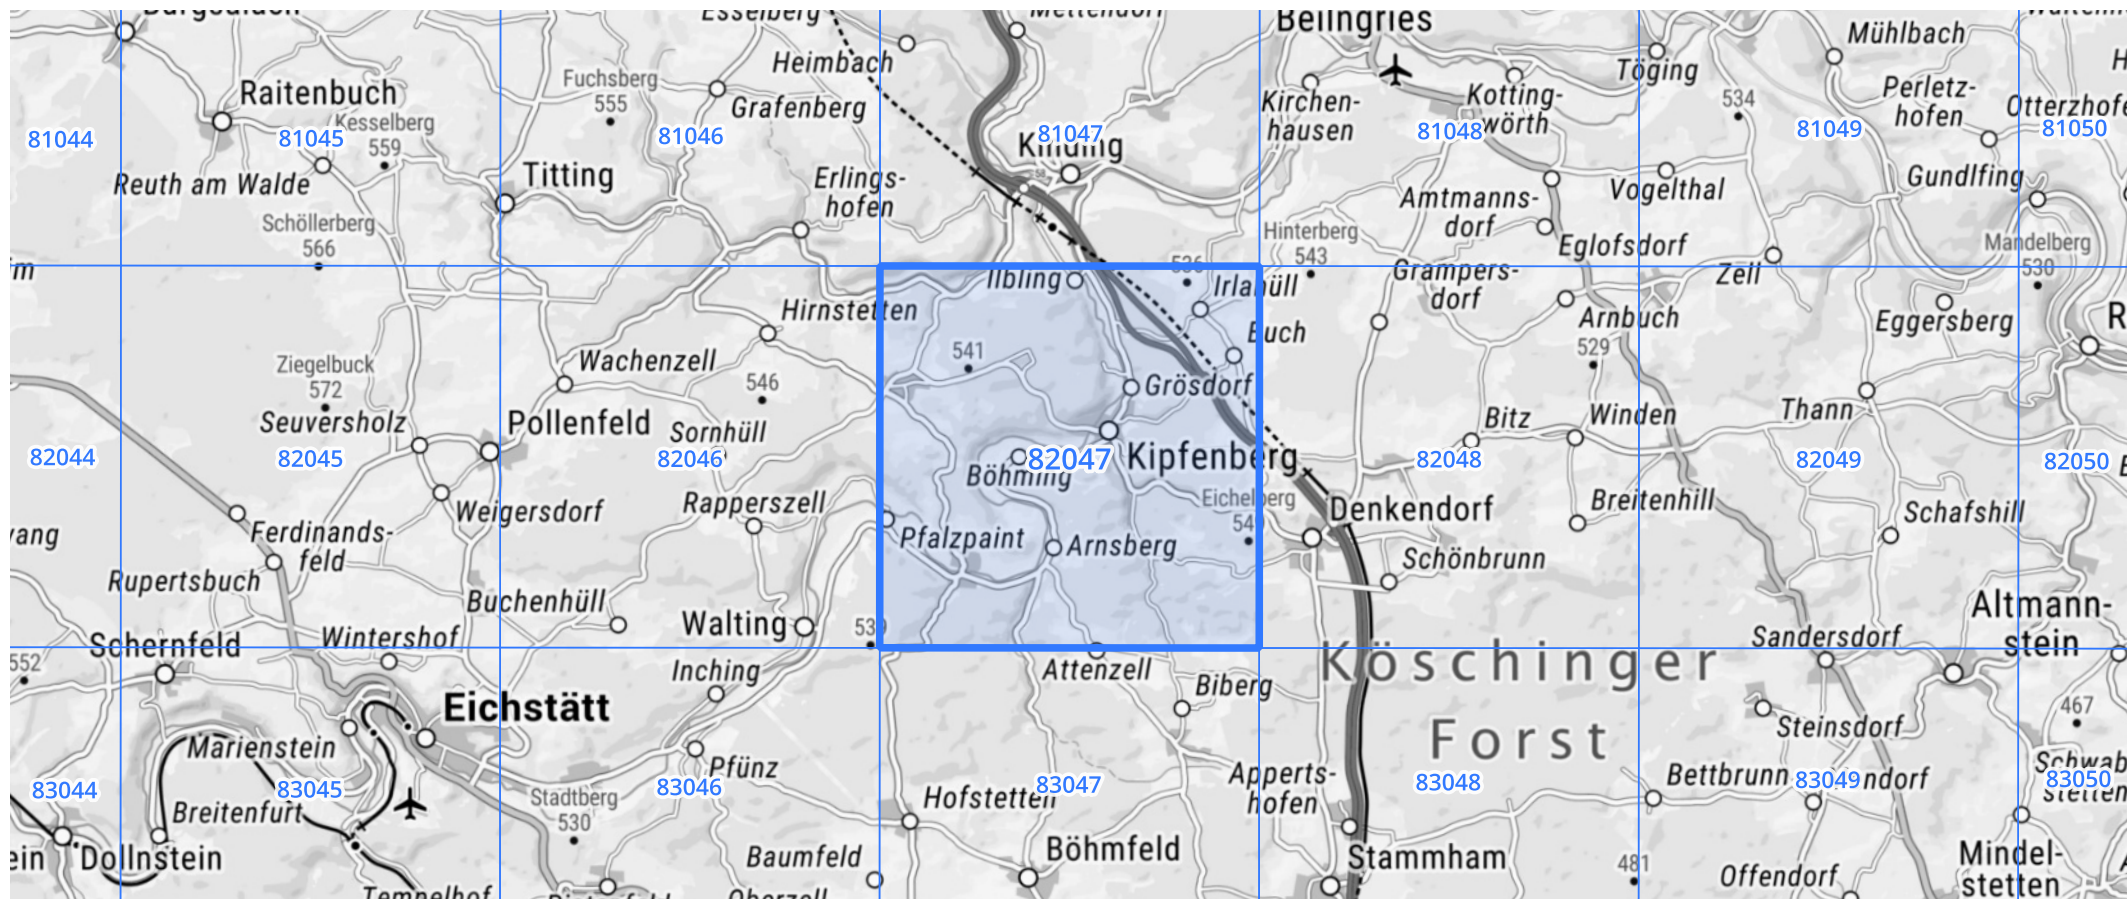 Heimbach
Beilngries
Mühlbach
Töging
Raitenbuch
Fuchsberg
555
Grafenberg
Kirchen-
hausen
Kotting-
wörth
534
Perletz-
hofen
81044
81045
Kesselberg
559
81046
81047
Kinding
81048
81049
81050
Reuth am Walde
Titting
Erlings-
hofen
Amtmanns-
dorf
Vogelthal
Gundlfing
Schöllerberg
566
Hinterberg
543
Eglofsdorf
Zell
Mandelberg
530
Ilbling
536
Irlahüll
Grampers-
dorf
Hirnstetten
Buch
Arnbuch
529
Eggersberg
Ziegelbuck
572
Wachenzell
546
541
Grösdorf
Seuversholz
Pollenfeld
Sornhüll
Bitz
Winden
Thann
82044
82045
82046
82047
Kipfenberg
82048
82049
82050
Böhming
Weigersdorf
Rapperszell
Eichelberg
Denkendorf
Breitenhill
Schafshill
Ferdinands-
feld
Pfalzpaint
Arnsberg
Schönbrunn
Rupertsbuch
Buchenhüll
Walting
Altmann-
stein
Schernfeld
Wintershof
Sandersdorf
552
Inching
Attenzell
Biberg
Köschinger
Forst
Eichstätt
467
Steinsdorf
Marienstein
Pfünz
Apperts-
hofen
Bettbrunn
83044
83045
83046
83047
83048
83049
ndorf
83050
Breitenfurt
Stadtberg
530
Hofstetten
Dollnstein
Baumfeld
Böhmfeld
Stammham
481
Offendorf
Mindel-
stetten
Tempelhof